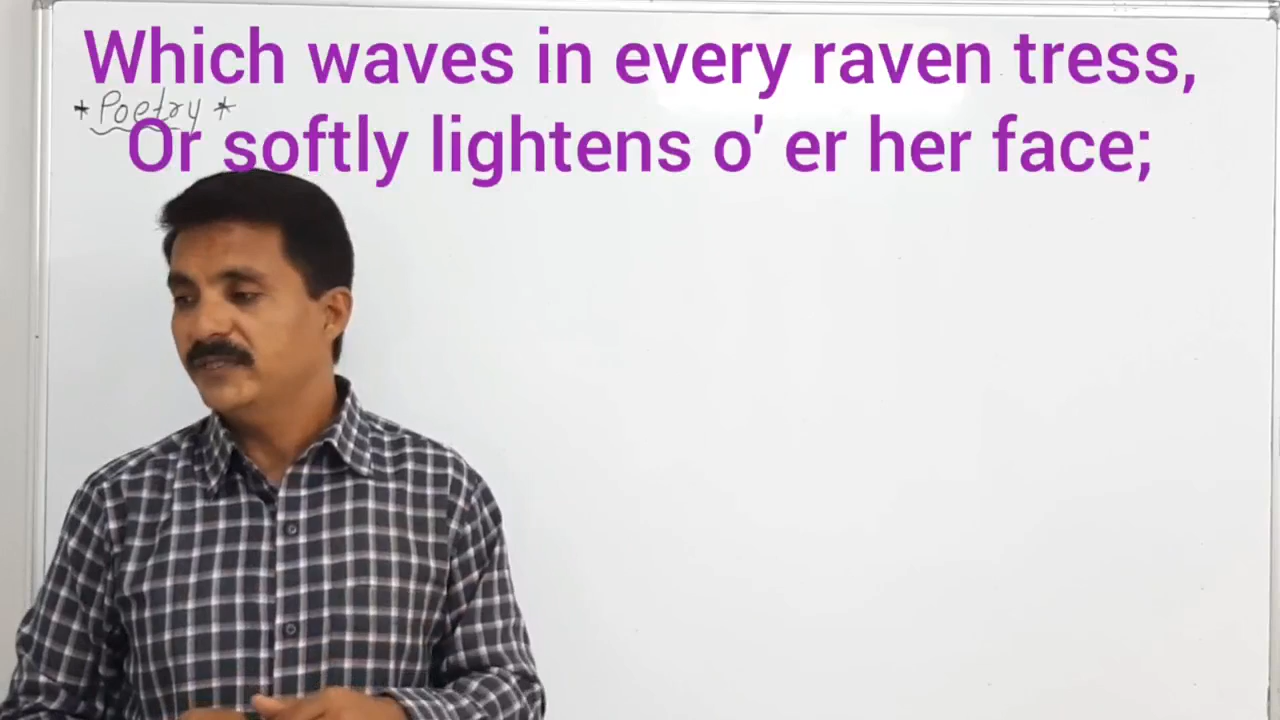 Which waves in every raven tress,
* Poetry *
Or softly lightens o' er her face;